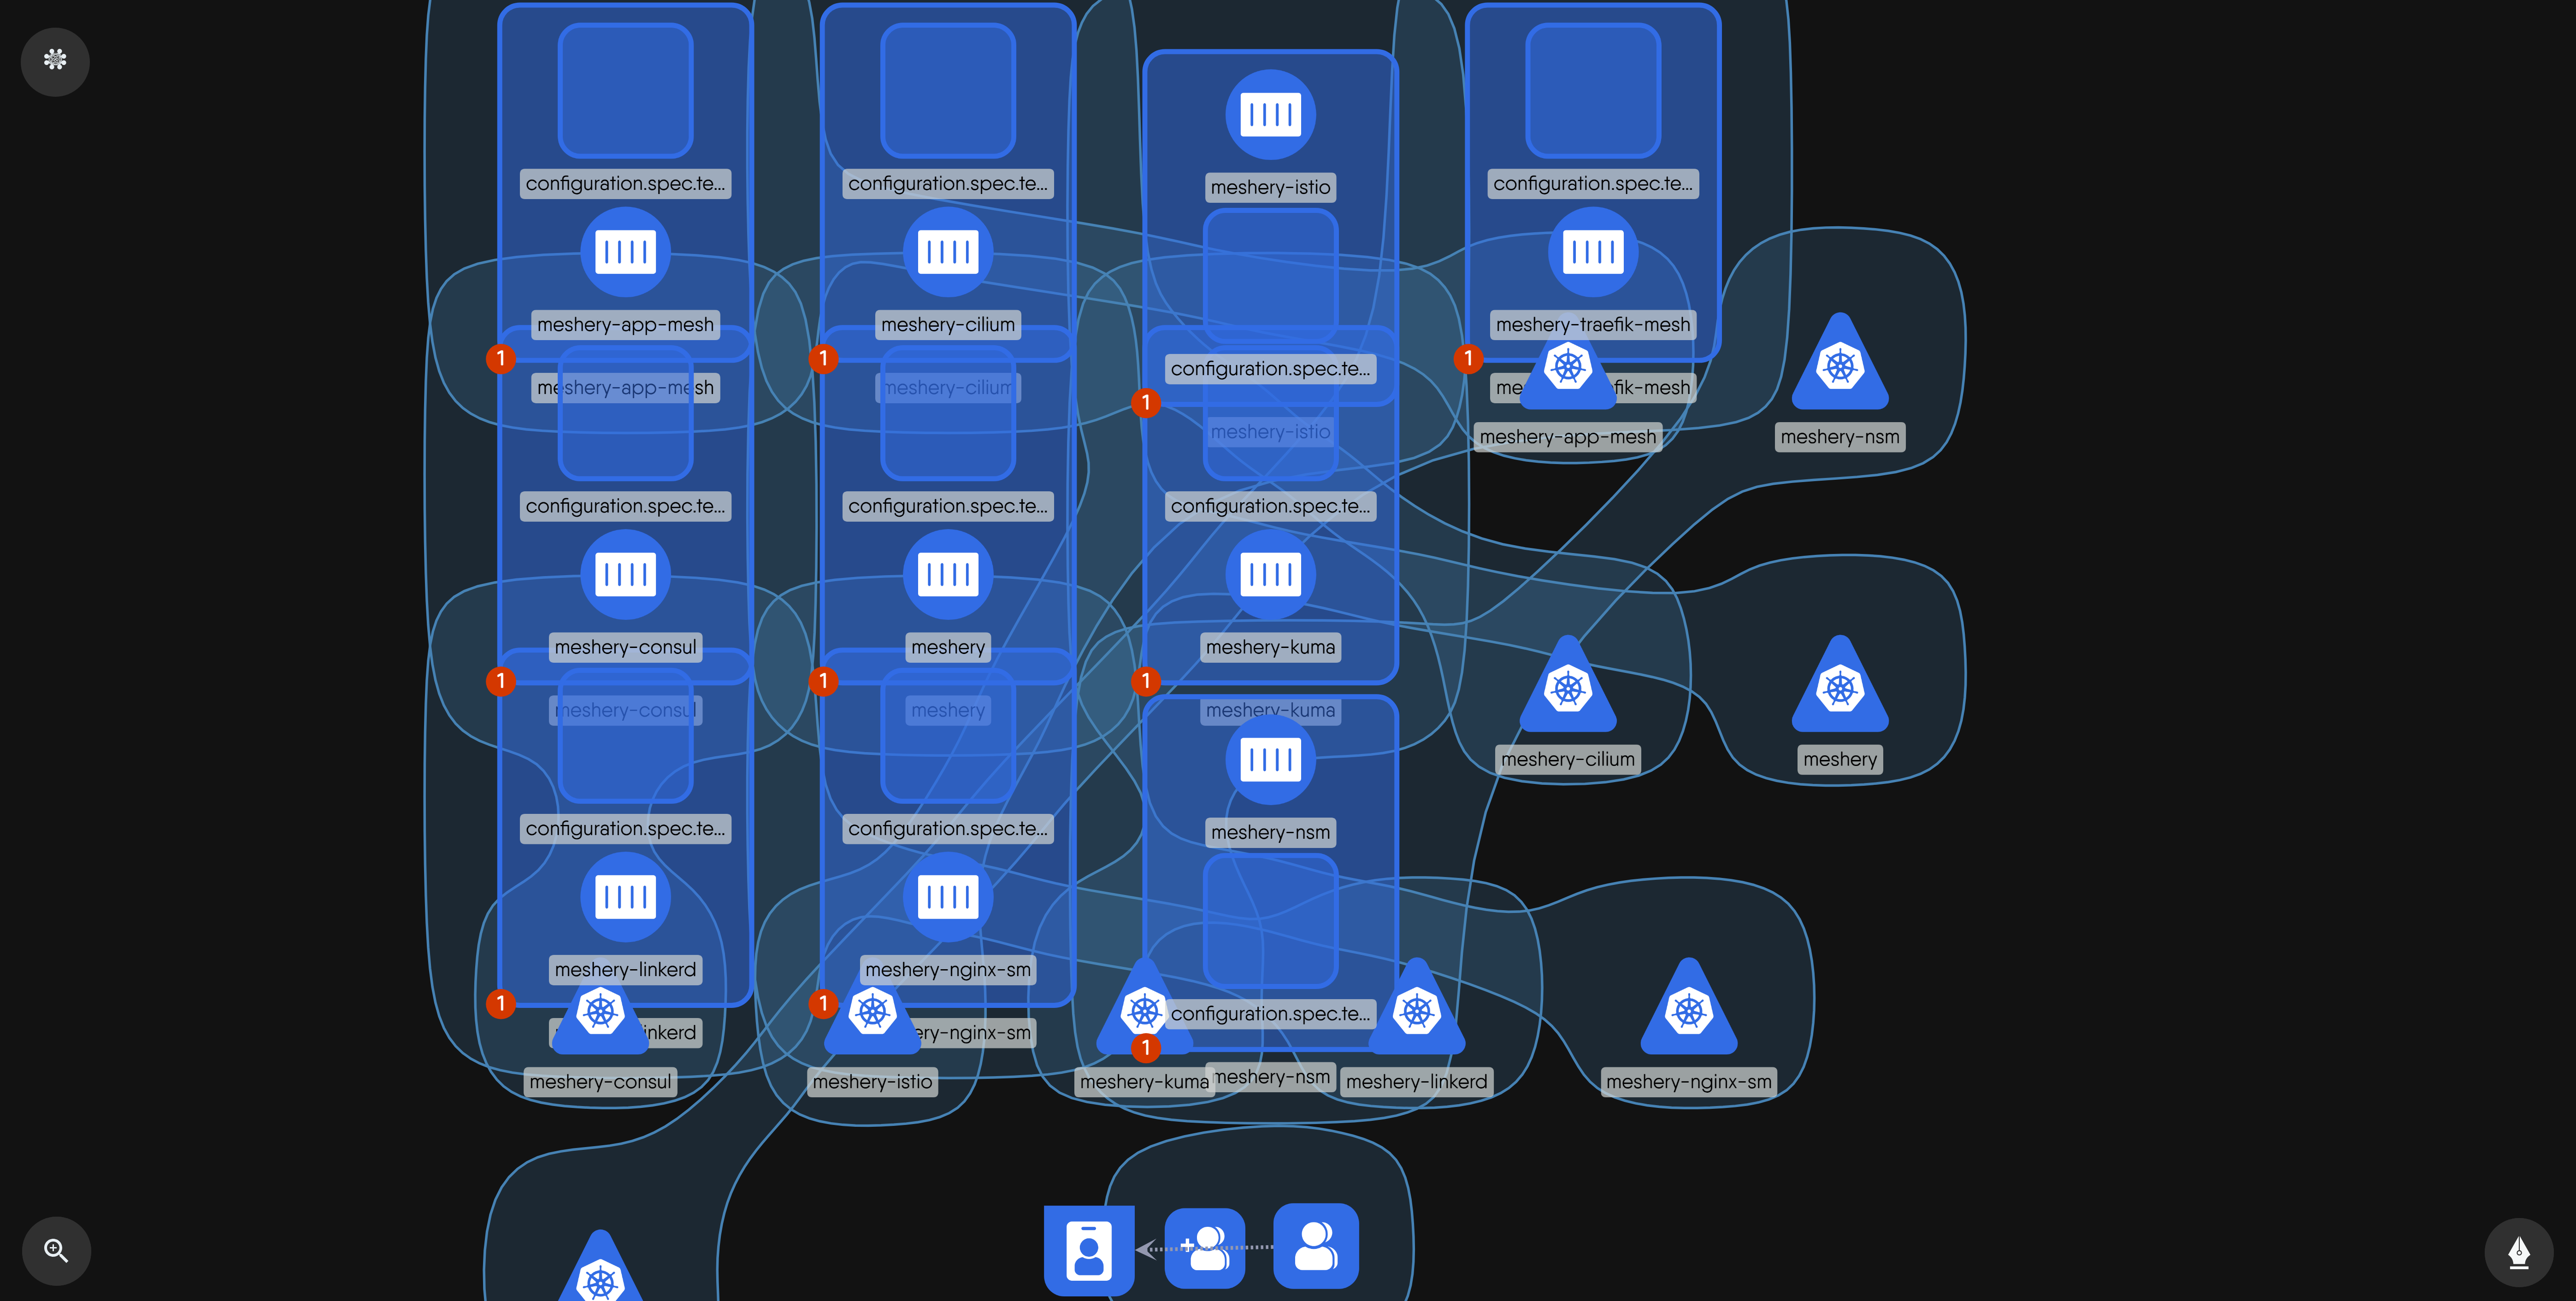 configuration.spec.te...
configuration.spec.te...
meshery-istio
configuration.spec.te...
meshery-app-mesh
meshery-cilium
meshery-traefik-mesh
1
1
configuration.spec.te...
1
meshery-app-mesh
meshery-cilium
1
me
fik-mesh
meshery-istio
meshery-app-mesh
meshery-nsm
configuration.spec.te...
configuration.spec.te...
configuration.spec.te...
meshery-consul
meshery
meshery-kuma
1
1
1
meshery-consul
meshery
meshery-kuma
meshery-cilium
meshery
configuration.spec.te...
configuration.spec.te...
meshery-nsm
meshery-linkerd
meshery-nginx-sm
1
1
configuration.spec.te...
inkerd
ery-nginx-sm
1
meshery-consul
meshery-istio
meshery-kuma
meshery-nsm
meshery-linkerd
meshery-nginx-sm